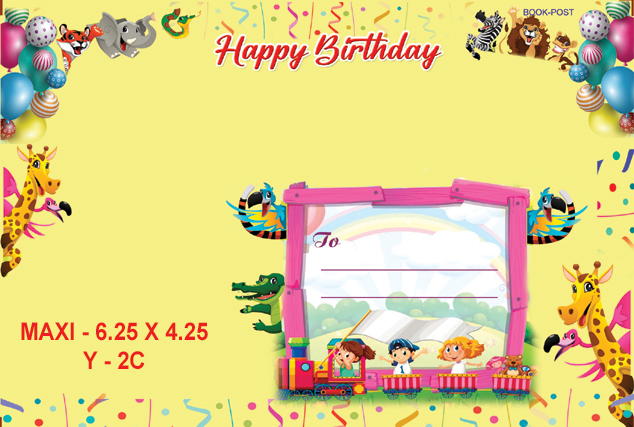 BOOK-POST
Happy Birthday
To
MAXI - 6.25 X 4.25
Y - 2C